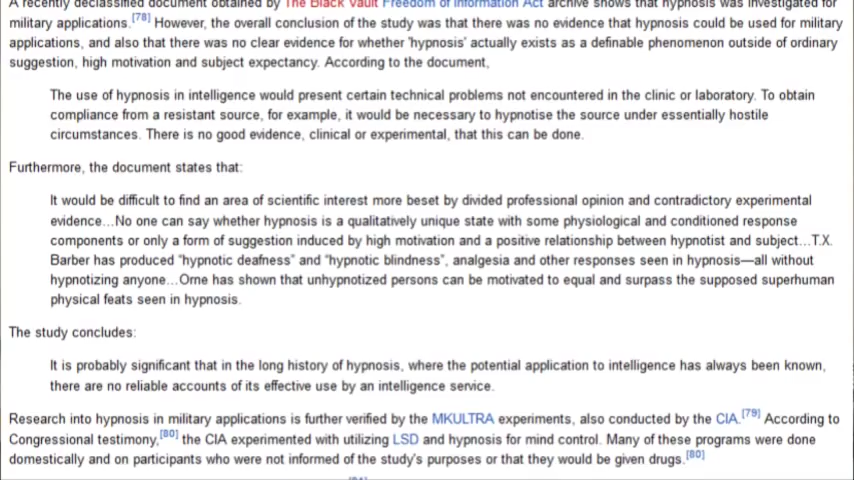 A recently declassified document obtained by The Black Vault Freedom of Information Act archive shows that hypnosis was investigated for
military applications.[78] However, the overall conclusion of the study was that there was no evidence that hypnosis could be used for military
applications, and also that there was no clear evidence for whether 'hypnosis' actually exists as a definable phenomenon outside of ordinary
suggestion, high motivation and subject expectancy. According to the document,
The use of hypnosis in intelligence would present certain technical problems not encountered in the clinic or laboratory. To obtain
compliance from a resistant source, for example, it would be necessary to hypnotise the source under essentially hostile
circumstances. There is no good evidence, clinical or experimental, that this can be done.
Furthermore, the document states that:
It would be difficult to find an area of scientific interest more beset by divided professional opinion and contradictory experimental
evidence...No one can say whether hypnosis is a qualitatively unique state with some physiological and conditioned response
components or only a form of suggestion induced by high motivation and a positive relationship between hypnotist and subject...T.X.
Barber has produced "hypnotic deafness" and "hypnotic blindness", analgesia and other responses seen in hypnosis—all without
hypnotizing anyone...Orne has shown that unhypnotized persons can be motivated to equal and surpass the supposed superhuman
physical feats seen in hypnosis.
The study concludes:
It is probably significant that in the long history of hypnosis, where the potential application to intelligence has always been known,
there are no reliable accounts of its effective use by an intelligence service.
Research into hypnosis in military applications is further verified by the MKULTRA experiments, also conducted by the CIA.[79] According to
Congressional testimony,[80] the CIA experimented with utilizing LSD and hypnosis for mind control. Many of these programs were done
domestically and on participants who were not informed of the study's purposes or that they would be given drugs.[80]